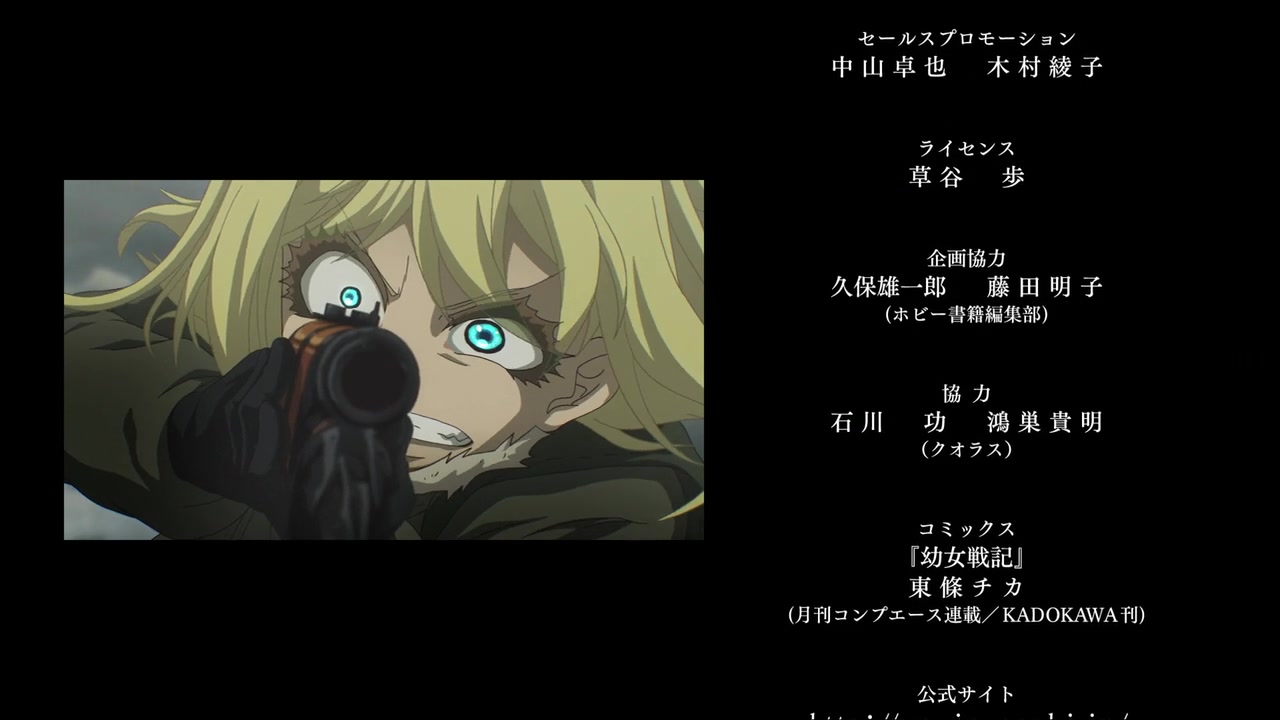 セールスプロモーション
中山卓也　木村綾子
ライセンス
草谷　歩
企画協力
久保雄一郎　藤田明子
(ホビー書籍編集部)
協力
石川　功　鴻巣貴明
(クオラス)
コミックス
『幼女戦記』
東條チカ
(月刊コンプエース連載／KADOKAWA刊)
公式サイト